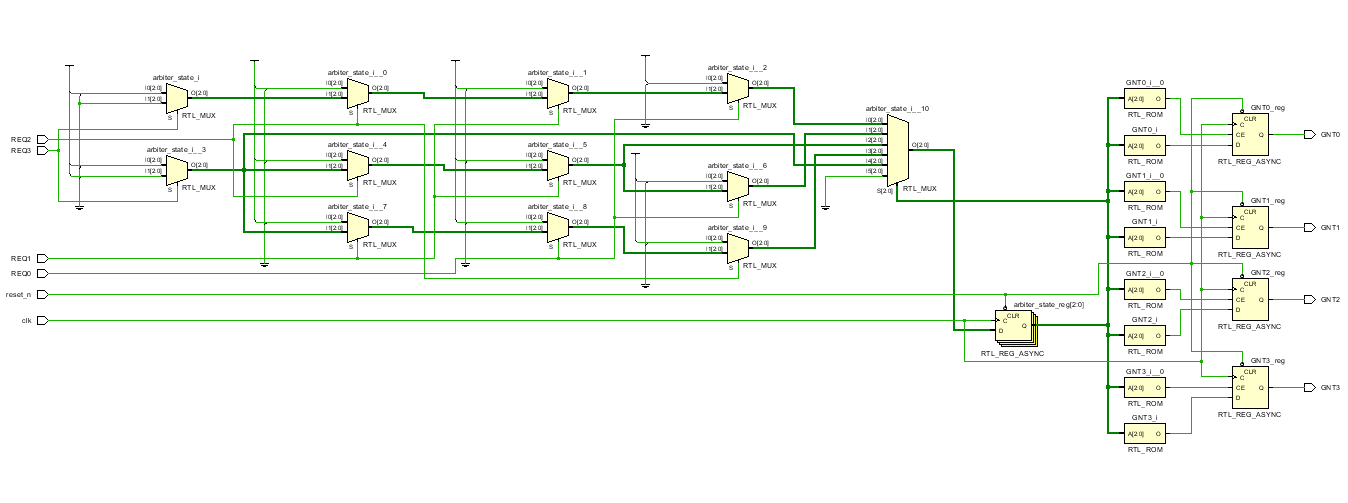 arbiter_state_i
I0[2:0]
I1[2:0]
O[2:0]
S
RTL_MUX
arbiter_state_i__0
I0[2:0]
I1[2:0]
O[2:0]
S
RTL_MUX
arbiter_state_i__1
I0[2:0]
I1[2:0]
O[2:0]
S
RTL_MUX
arbiter_state_i__2
I0[2:0]
I1[2:0]
O[2:0]
S
RTL_MUX
arbiter_state_i__10
I0[2:0]
I1[2:0]
I2[2:0]
I3[2:0]
I4[2:0]
I5[2:0]
O[2:0]
S[2:0]
RTL_MUX
REQ2
REQ3
arbiter_state_i__3
I0[2:0]
I1[2:0]
O[2:0]
S
RTL_MUX
arbiter_state_i__4
I0[2:0]
I1[2:0]
O[2:0]
S
RTL_MUX
arbiter_state_i__5
I0[2:0]
I1[2:0]
O[2:0]
S
RTL_MUX
arbiter_state_i__6
I0[2:0]
I1[2:0]
O[2:0]
S
RTL_MUX
arbiter_state_i__7
I0[2:0]
I1[2:0]
O[2:0]
S
RTL_MUX
arbiter_state_i__8
I0[2:0]
I1[2:0]
O[2:0]
S
RTL_MUX
arbiter_state_i__9
I0[2:0]
I1[2:0]
O[2:0]
S
RTL_MUX
REQ1
REQ0
reset_n
clk
arbiter_state_reg[2:0]
CLR
C
D
Q
RTL_REG_ASYNC
GNT0_i__0
A[2:0] O
RTL_ROM
GNT0_i
A[2:0] O
RTL_ROM
GNT0_reg
CLR
C
CE
D
Q
RTL_REG_ASYNC
GNT0
GNT1_i__0
A[2:0] O
RTL_ROM
GNT1_i
A[2:0] O
RTL_ROM
GNT1_reg
CLR
C
CE
D
Q
RTL_REG_ASYNC
GNT1
GNT2_i__0
A[2:0] O
RTL_ROM
GNT2_i
A[2:0] O
RTL_ROM
GNT2_reg
CLR
C
CE
D
Q
RTL_REG_ASYNC
GNT2
GNT3_i__0
A[2:0] O
RTL_ROM
GNT3_i
A[2:0] O
RTL_ROM
GNT3_reg
CLR
C
CE
D
Q
RTL_REG_ASYNC
GNT3